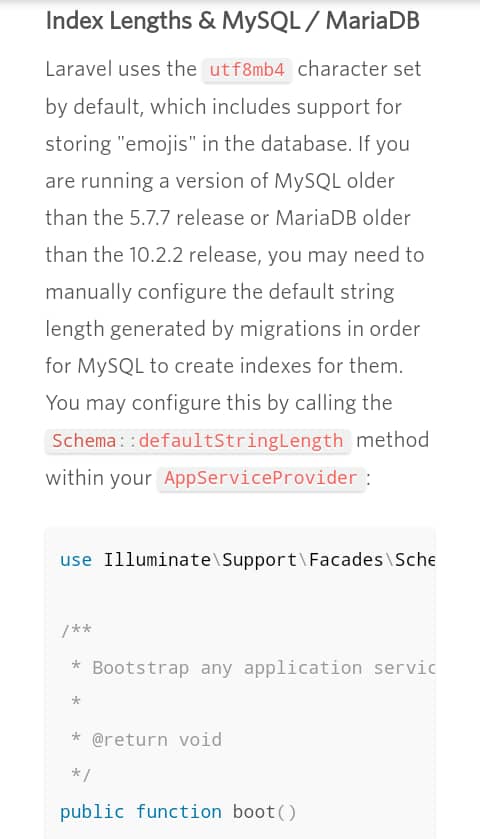 Index Lengths & MySQL / MariaDB
Laravel uses the utf8mb4 character set
by default, which includes support for
storing "emojis" in the database. If you
are running a version of MySQL older
than the 5.7.7 release or MariaDB older
than the 10.2.2 release, you may need to
manually configure the default string
length generated by migrations in order
for MySQL to create indexes for them.
You may configure this by calling the
Schema::defaultStringLength method
within your AppServiceProvider:
use Illuminate\Support\Facades\Sche
/**
* Bootstrap any application servic
*
* @return void
*/
public function boot()